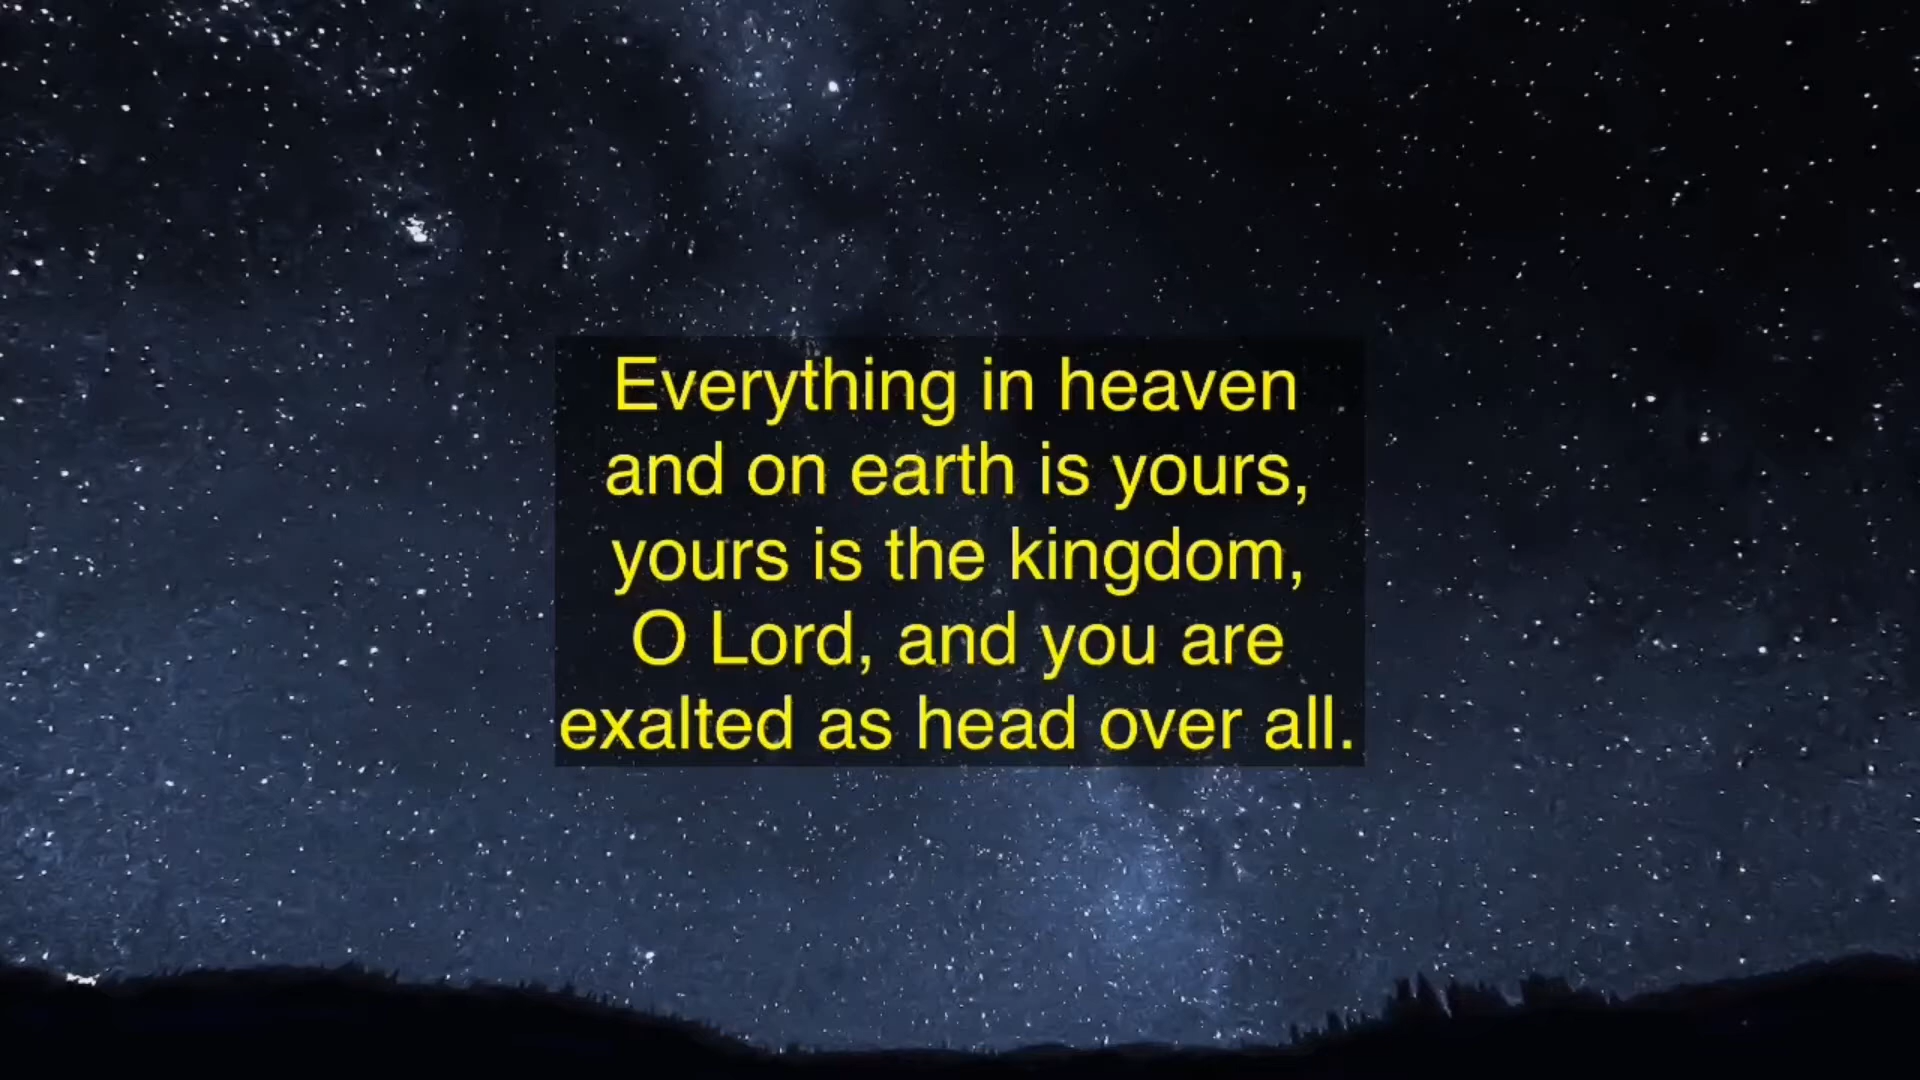 Everything in heaven
and on earth is yours,
yours is the kingdom,
O Lord, and you are
exalted as head over all.